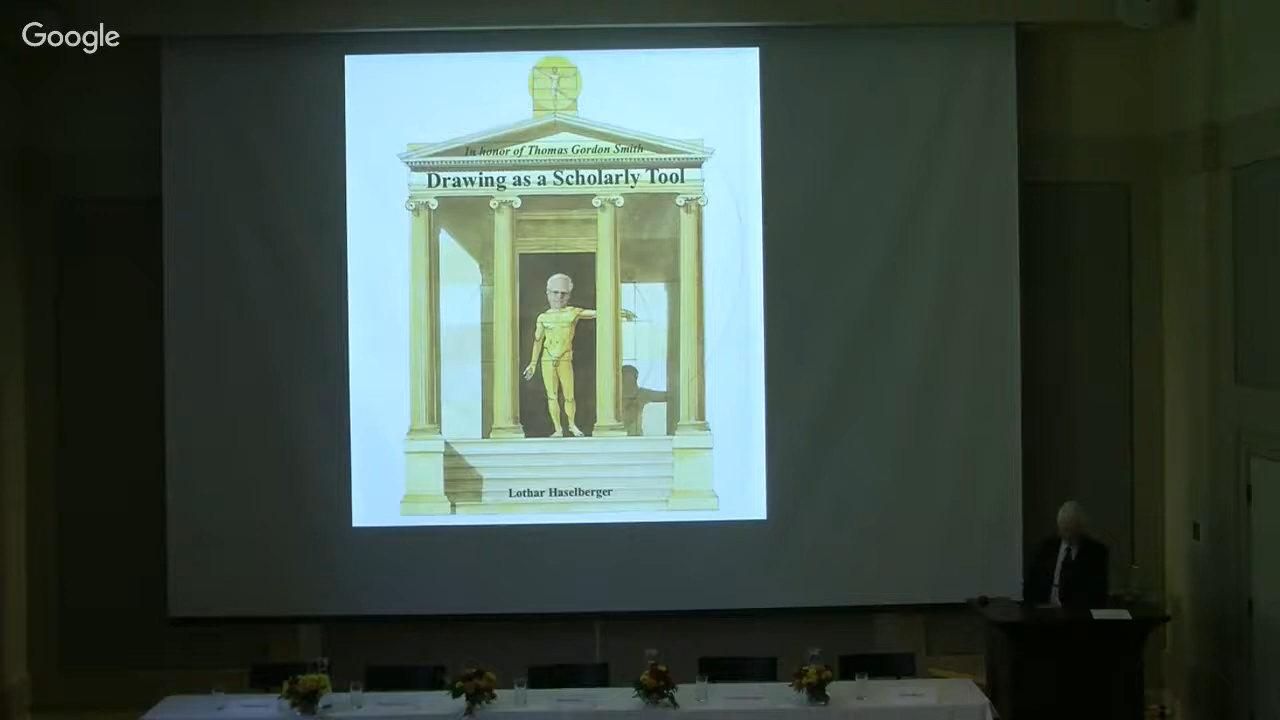 Google
In honor of Thomas Gordon Smith
Drawing as a Scholarly Tool
Lothar Haselberger